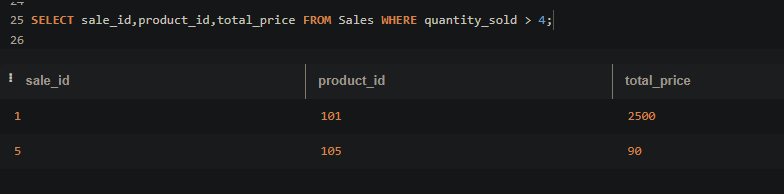 24
25 SELECT sale_id,product_id,total_price FROM Sales WHERE quantity_sold > 4;
26
sale_id product_id total_price
1 101 2500
5 105 90